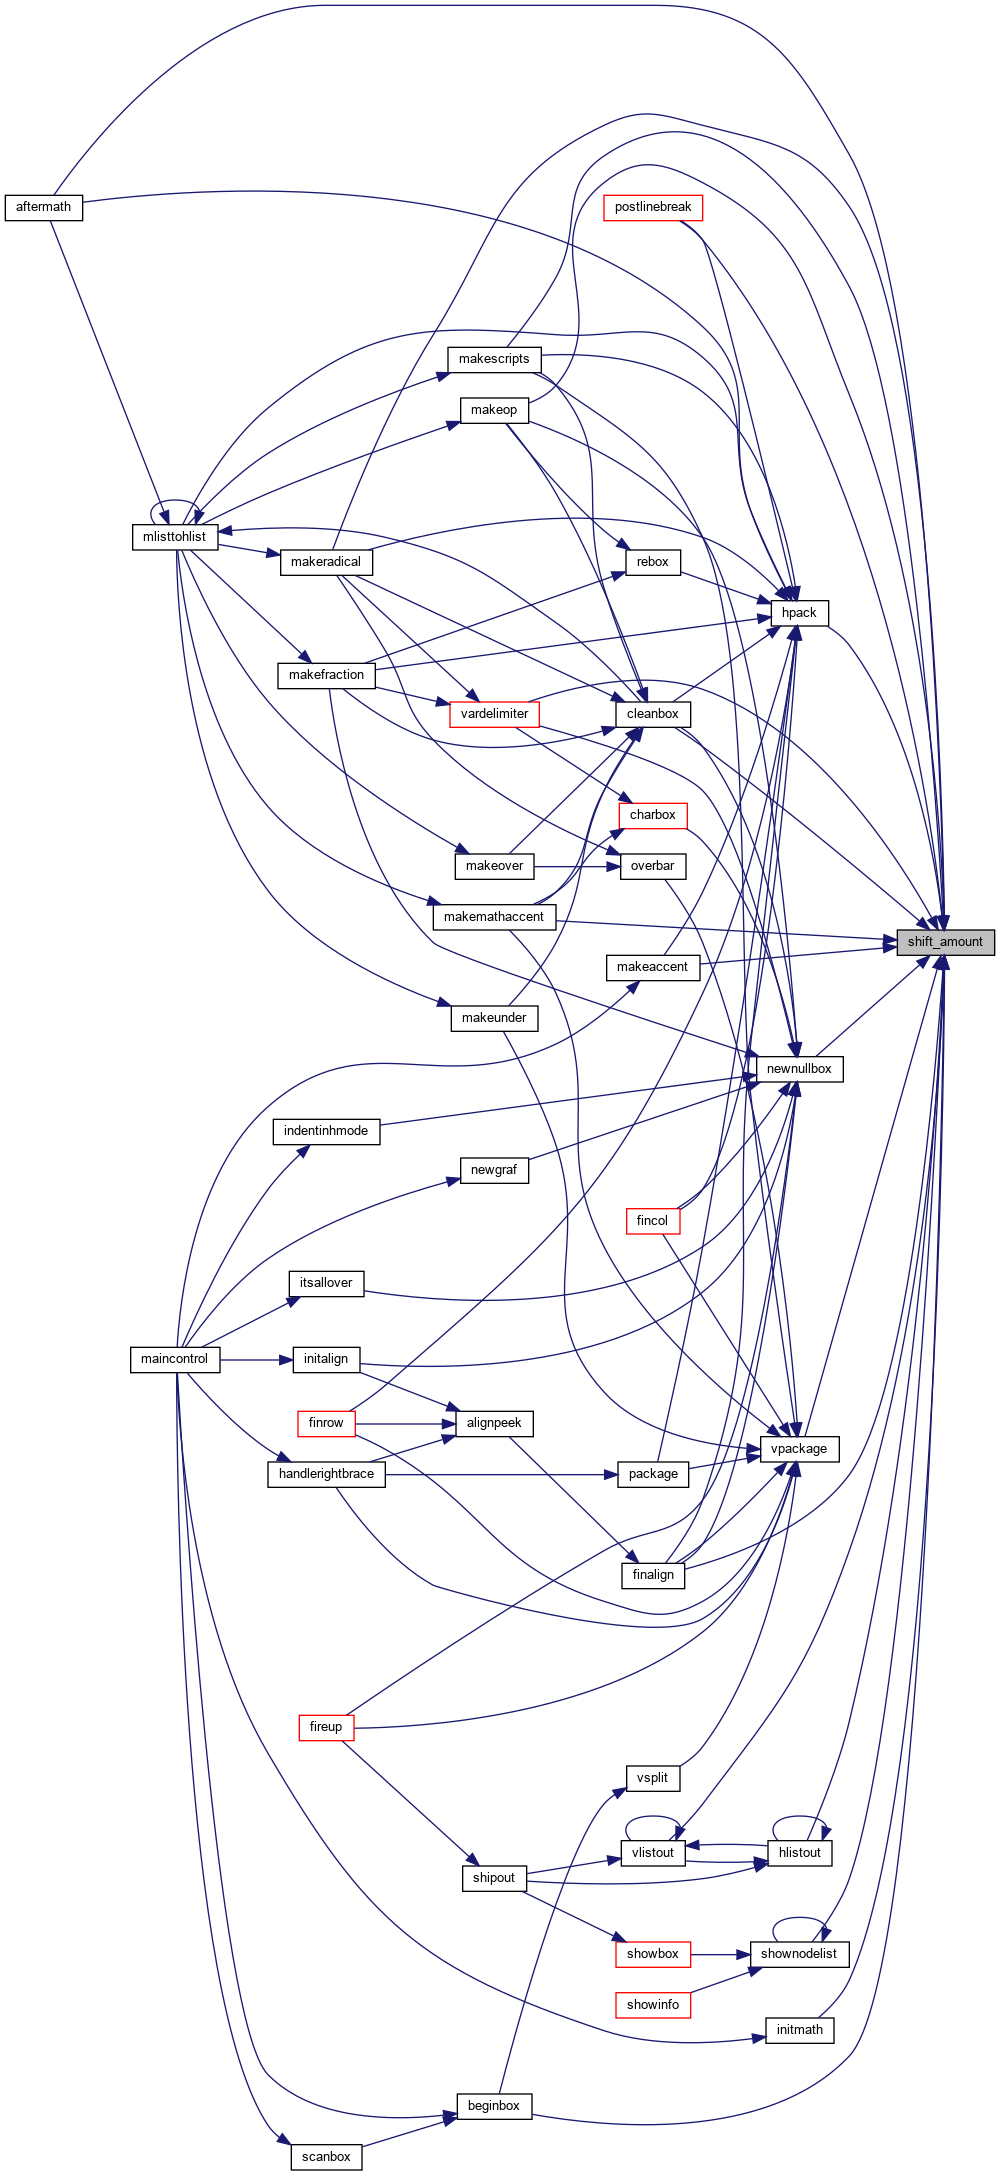 aftermath
postlinebreak
makescripts
makeop
mlisttohlist
makeradical
rebox
hpack
makefraction
vardelimiter
cleanbox
charbox
makeover
overbar
makemathaccent
shift_amount
makeaccent
makeunder
newnullbox
indentinhmode
newgraf
fincol
itsallover
maincontrol
initalign
finrow
alignpeek
vpackage
handlerightbrace
package
finalign
fireup
vsplit
vlistout
hlistout
shipout
showbox
shownodelist
showinfo
initmath
beginbox
scanbox